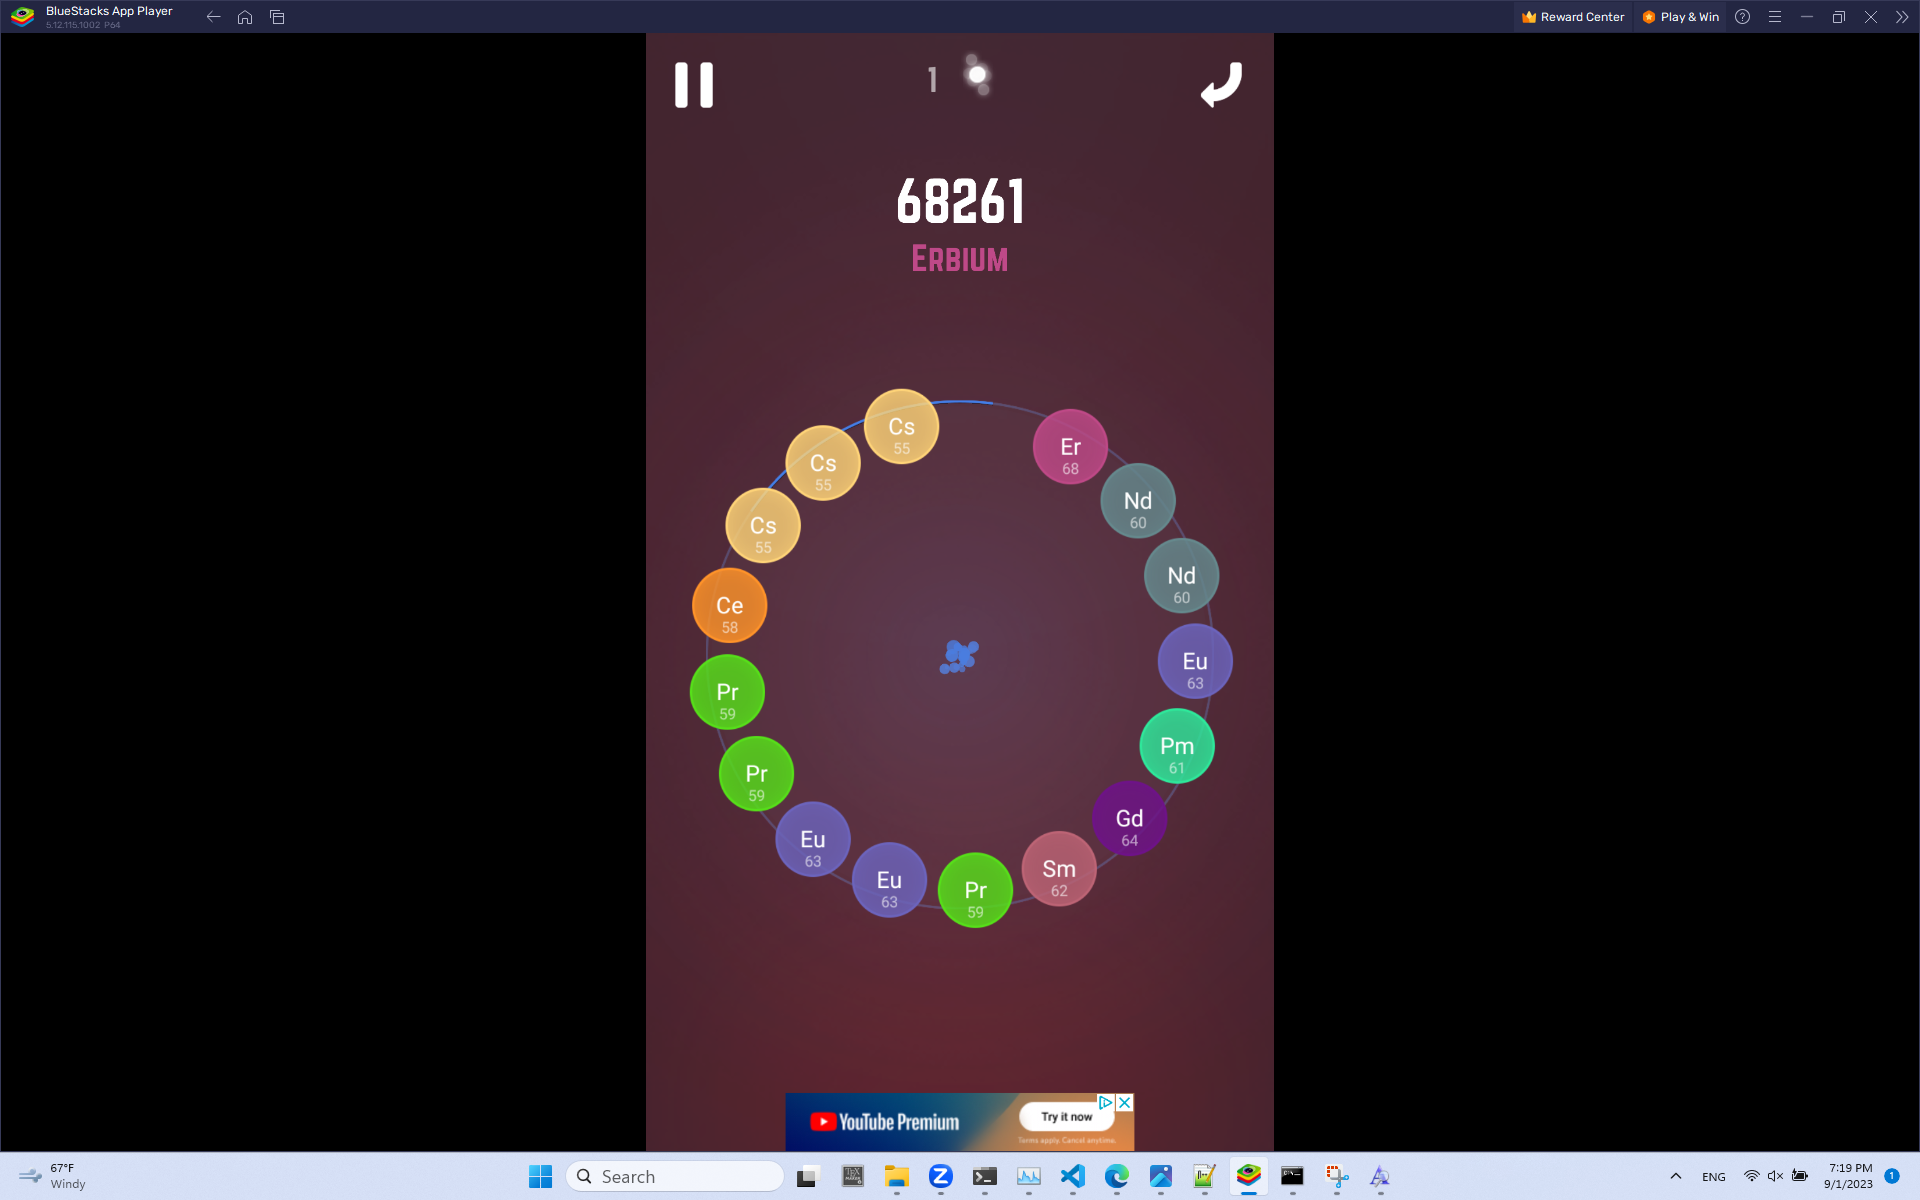 BlueStacks App Player
5.12.115.1002 P64
Reward Center
Play & Win
1
68261
Erbium
Cs
55
Er
68
Cs
55
Nd
60
Cs
55
Nd
60
Ce
58
Eu
63
Pr
59
Pm
61
Pr
59
Gd
64
Eu
63
Sm
62
Eu
63
Pr
59
YouTube Premium
Try it now
Terms apply. Cancel anytime.
67°F
Windy
Search
ENG
7:19 PM
9/1/2023
1